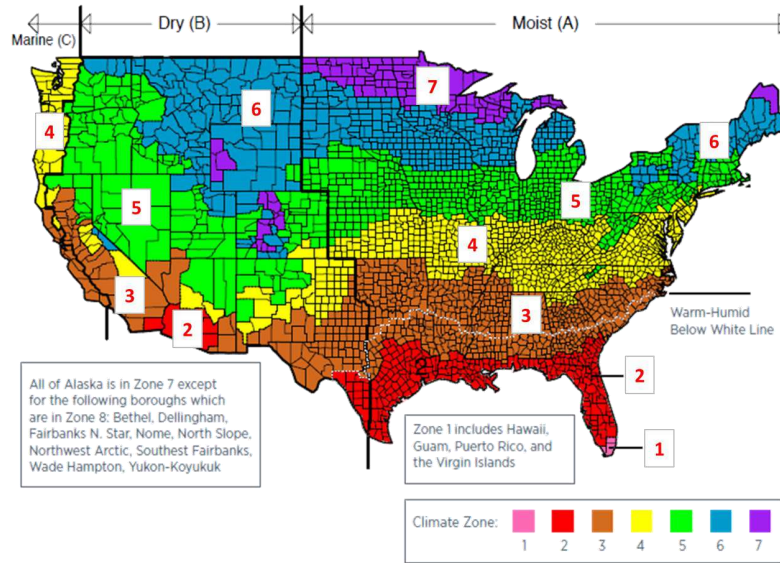 Marine (C)
Dry (B)
Moist (A)
7
6
6
4
5
5
4
3
3
2
Warm-Humid
Below White Line
2
1
All of Alaska is in Zone 7 except
for the following boroughs which
are in Zone 8: Bethel, Dellingham,
Fairbanks N. Star, Nome, North Slope,
Northwest Arctic, Southest Fairbanks,
Wade Hampton, Yukon-Koyukuk
Zone 1 includes Hawaii,
Guam, Puerto Rico, and
the Virgin Islands
Climate Zone:
1 2 3 4 5 6 7